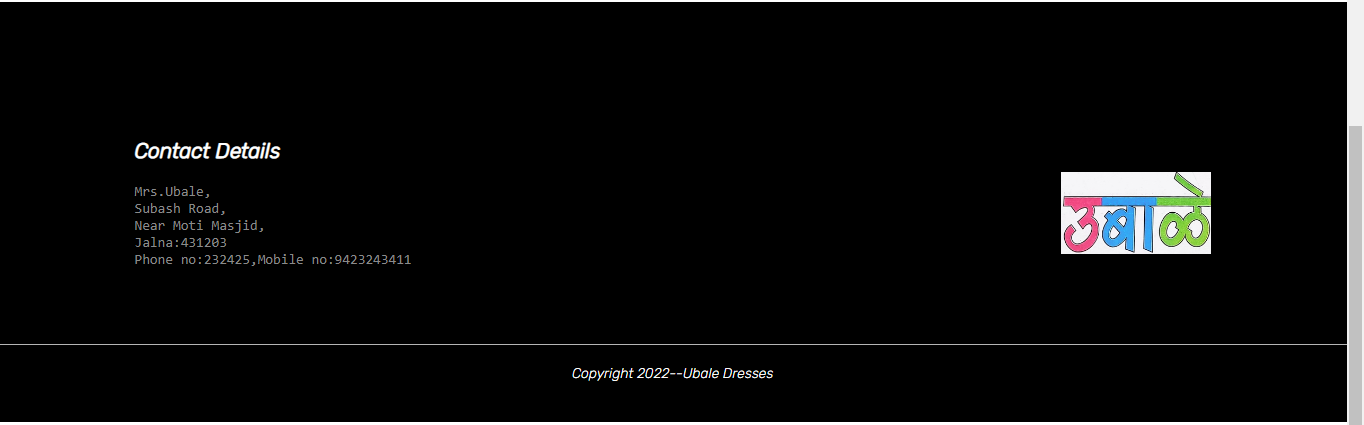 Contact Details
Mrs.Ubale,
Subash Road,
Near Moti Masjid,
Jalna:431203
Phone no:232425,Mobile no:9423243411
उबाळे
Copyright 2022--Ubale Dresses